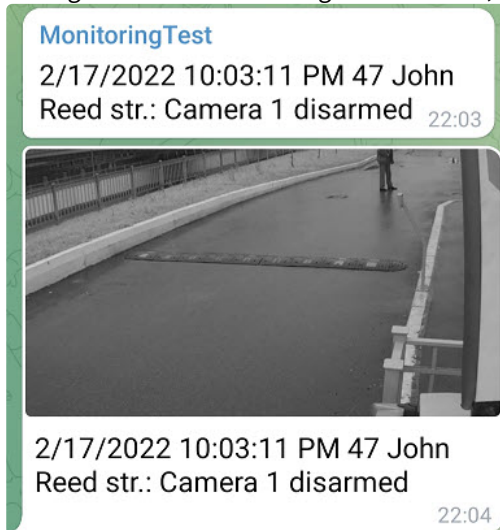 MonitoringTest
2/17/2022 10:03:11 PM 47 John
Reed str.: Camera 1 disarmed 22:03
2/17/2022 10:03:11 PM 47 John
Reed str.: Camera 1 disarmed
22:04